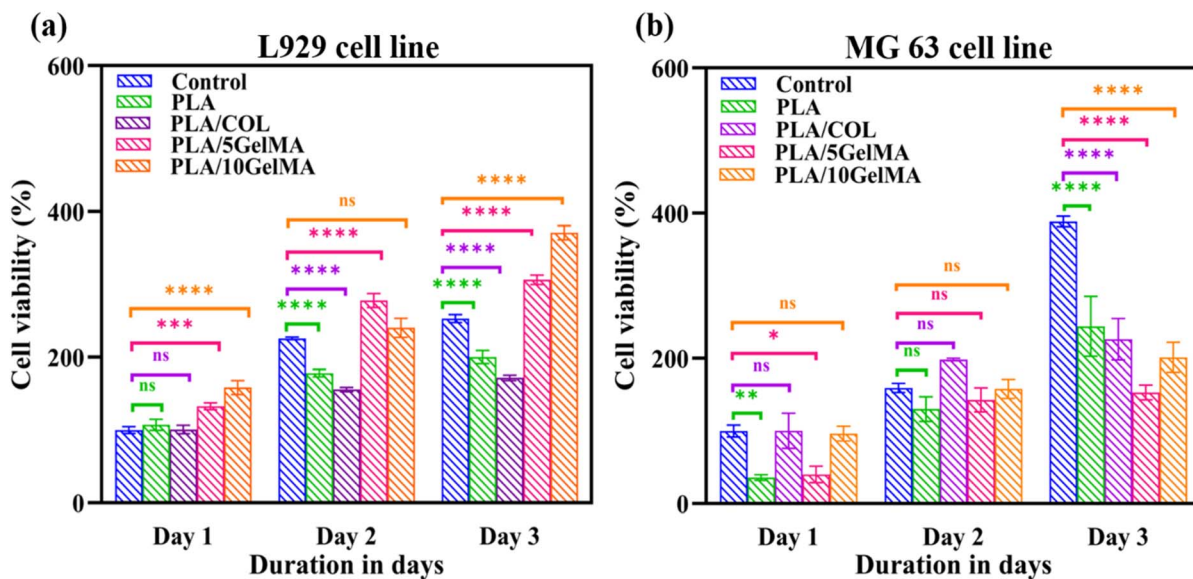 (a)
L929 cell line
600
400
200
0
Cell viability (%)
Control
PLA
PLA/COL
PLA/5GelMA
PLA/10GelMA
****
***
ns
ns
ns
****
****
****
****
****
****
****
Day 1
Day 2
Day 3
Duration in days
(b)
MG 63 cell line
600
400
200
0
Cell viability (%)
Control
PLA
PLA/COL
PLA/5GelMA
PLA/10GelMA
ns
*
ns
**
ns
ns
ns
ns
****
****
****
****
Day 1
Day 2
Day 3
Duration in days